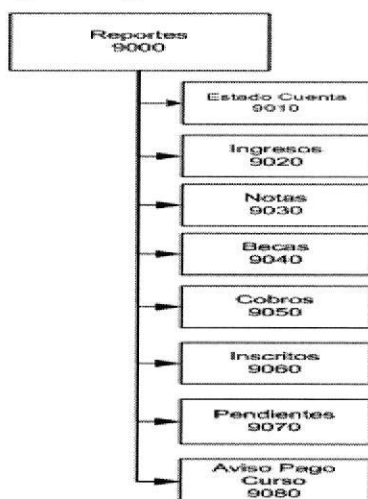 Reportes
9000
Estado Cuenta
9010
Ingresos
9020
Notas
9030
Becas
9040
Cobros
9050
Inscritos
9060
Pendientes
9070
Aviso Pago
Curso
9080